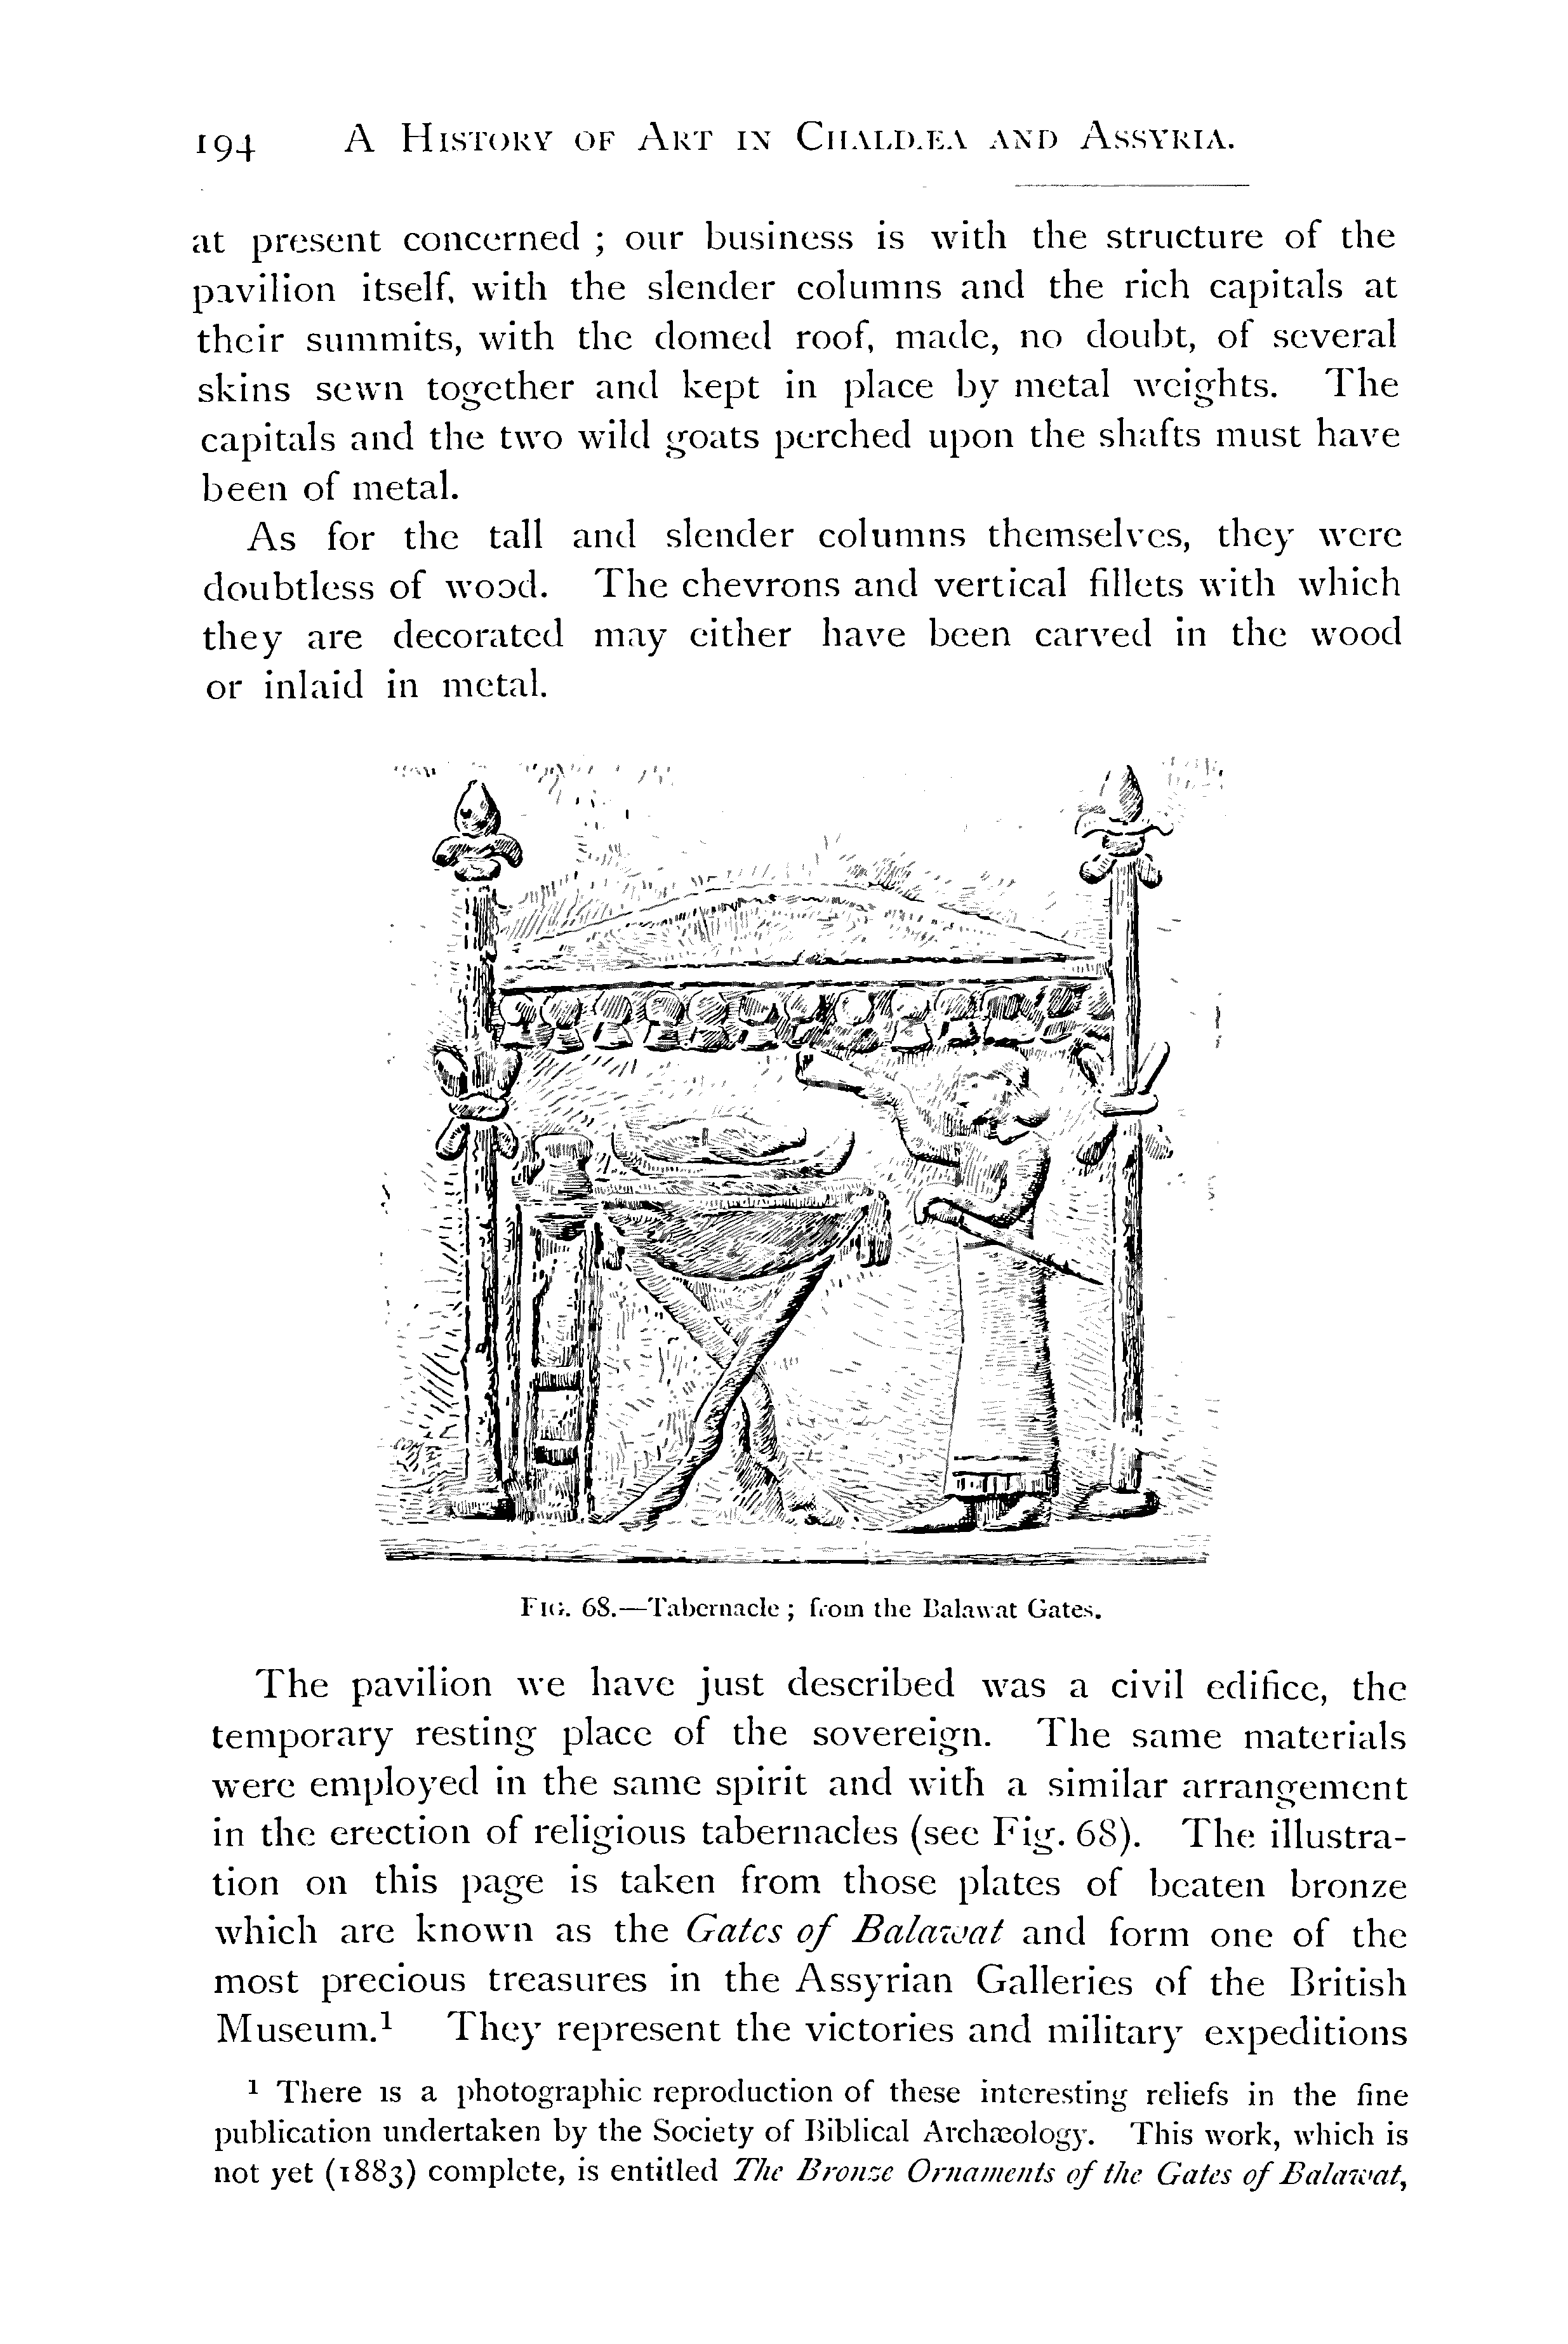 194 A History of Art in Chaldæa and Assyria.
at present concerned ; our business is with the structure of the
pavilion itself, with the slender columns and the rich capitals at
their summits, with the domed roof, made, no doubt, of several
skins sewn together and kept in place by metal weights. The
capitals and the two wild goats perched upon the shafts must have
been of metal.
As for the tall and slender columns themselves, they were
doubtless of wood. The chevrons and vertical fillets with which
they are decorated may either have been carved in the wood
or inlaid in metal.
Fig. 68.—Tabernacle ; from the Balawat Gates.
The pavilion we have just described was a civil edifice, the
temporary resting place of the sovereign. The same materials
were employed in the same spirit and with a similar arrangement
in the erection of religious tabernacles (see Fig. 68). The illustra-
tion on this page is taken from those plates of beaten bronze
which are known as the Gates of Balawat and form one of the
most precious treasures in the Assyrian Galleries of the British
Museum.¹ They represent the victories and military expeditions
¹ There is a photographic reproduction of these interesting reliefs in the fine
publication undertaken by the Society of Biblical Archæology. This work, which is
not yet (1883) complete, is entitled The Bronze Ornaments of the Gates of Balawat,